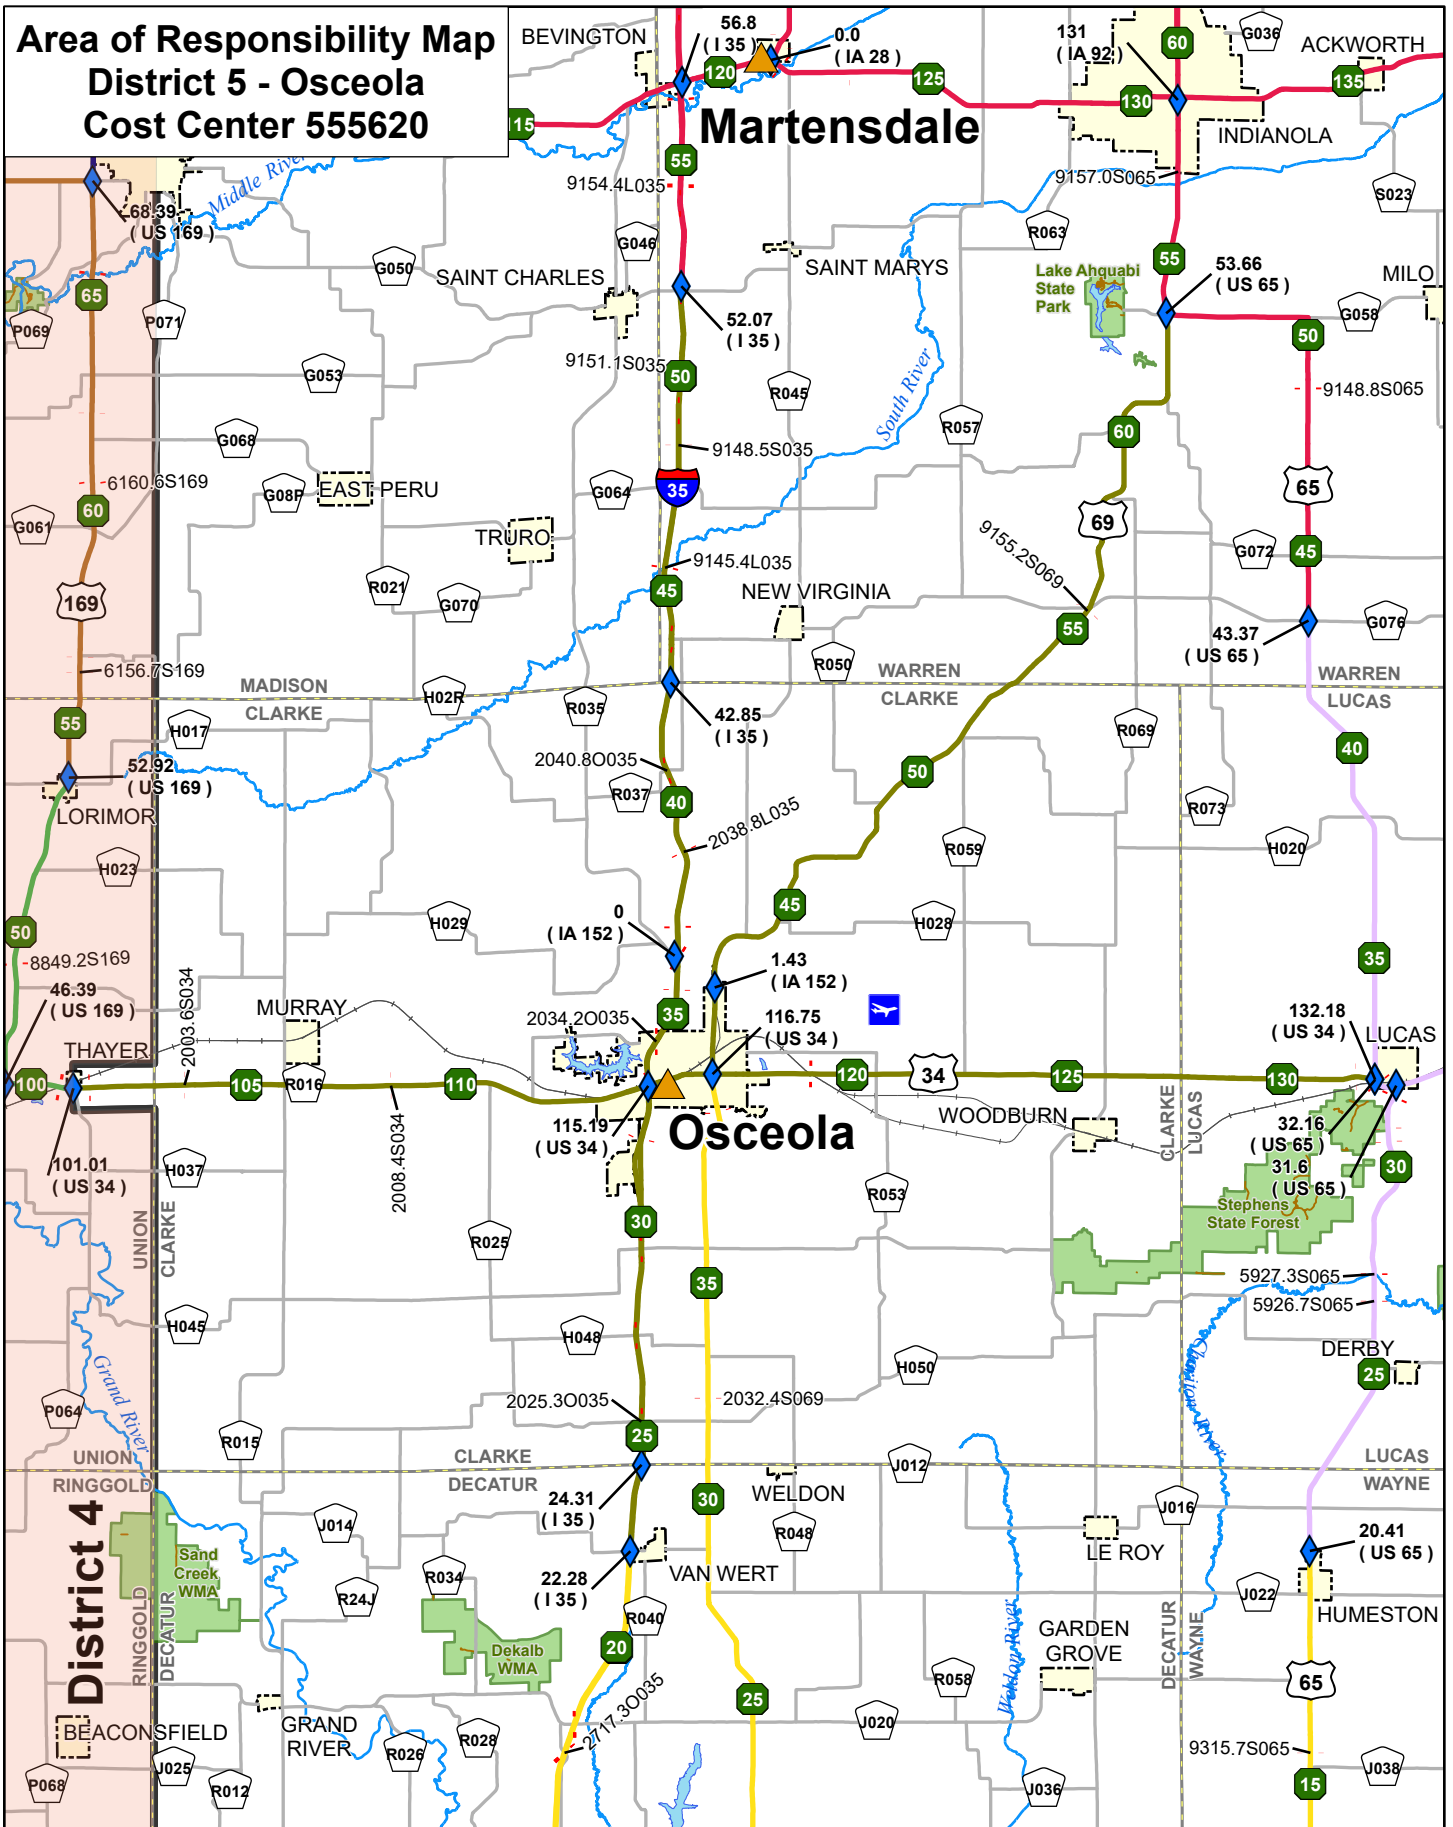 Area of Responsibility Map
District 5 - Osceola
Cost Center 555620
BEVINGTON
56.8
( I 35 )
0.0
( IA 28 )
131
( IA 92 )
60
G036
ACKWORTH
120
125
130
135
115
Martensdale
INDIANOLA
Middle River
55
9154.4L035
9157.0S065
S023
68.39
( US 169 )
G046
R063
G050
SAINT CHARLES
SAINT MARYS
55
53.66
( US 65 )
MILO
Lake Ahquabi
State
Park
65
P069
P071
52.07
( I 35 )
G058
50
9151.1S035
50
G053
R045
South River
9148.8S065
R057
60
G068
9148.5S035
6160.6S169
G08P
EAST PERU
G064
35
65
60
G061
69
TRURO
9155.2S069
G072
45
9145.4L035
169
R021
G070
45
NEW VIRGINIA
55
43.37
( US 65 )
G076
6156.7S169
R050
MADISON
CLARKE
WARREN
CLARKE
WARREN
LUCAS
H02R
R035
55
H017
42.85
( I 35 )
R069
40
52.92
( US 169 )
2040.8O035
50
LORIMOR
R037
40
R073
2038.8L035
H023
R059
H020
45
50
H029
0
( IA 152 )
H028
8849.2S169
1.43
( IA 152 )
35
46.39
( US 169 )
2003.6S034
MURRAY
2034.2O035
35
116.75
( US 34 )
132.18
( US 34 )
LUCAS
THAYER
100
105
R016
110
120
34
125
130
2008.4S034
115.19
( US 34 )
Osceola
WOODBURN
CLARKE
LUCAS
32.16
( US 65 )
31.6
( US 65 )
30
101.01
( US 34 )
H037
R053
Stephens
State Forest
UNION
CLARKE
30
R025
35
5927.3S065
5926.7S065
H045
H048
Grand River
H050
Chariton River
DERBY
25
P064
2025.3O035
2032.4S069
R015
25
UNION
RINGGOLD
CLARKE
DECATUR
J012
LUCAS
WAYNE
24.31
( I 35 )
30
WELDON
J016
J014
R048
20.41
( US 65 )
District 4
Sand
Creek
WMA
LE ROY
22.28
( I 35 )
VAN WERT
R034
R24J
J022
HUMESTON
R040
RINGGOLD
DECATUR
Dekalb
WMA
20
Weldon River
GARDEN
GROVE
DECATUR
WAYNE
R058
65
25
2717.3O035
BEACONSFIELD
GRAND
RIVER
R028
J020
R026
9315.7S065
J025
P068
R012
J036
J038
15